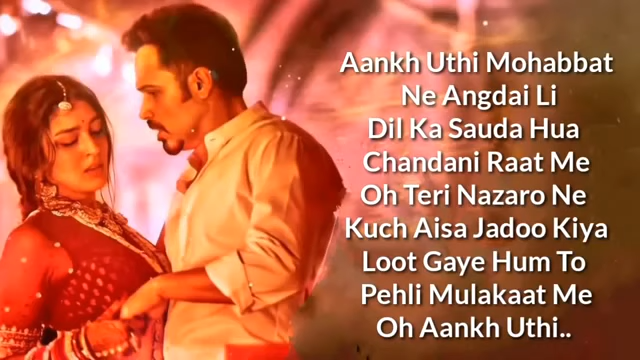 Aankh Uthi Mohabbat
Ne Angdai Li
Dil Ka Sauda Hua
Chandani Raat Me
Oh Teri Nazaro Ne
Kuch Aisa Jadoo Kiya
Loot Gaye Hum To
Pehli Mulakaat Me
Oh Aankh Uthi..